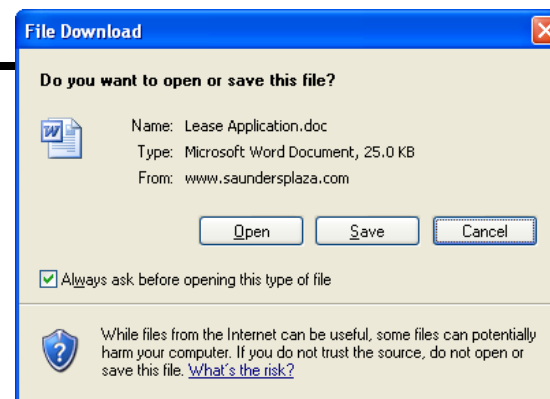 File Download
Do you want to open or save this file?
Name: Lease Application.doc
Type: Microsoft Word Document, 25.0 KB
From: www.saundersplaza.com
Open Save Cancel
Always ask before opening this type of file
While files from the Internet can be useful, some files can potentially
harm your computer. If you do not trust the source, do not open or
save this file. What's the risk?